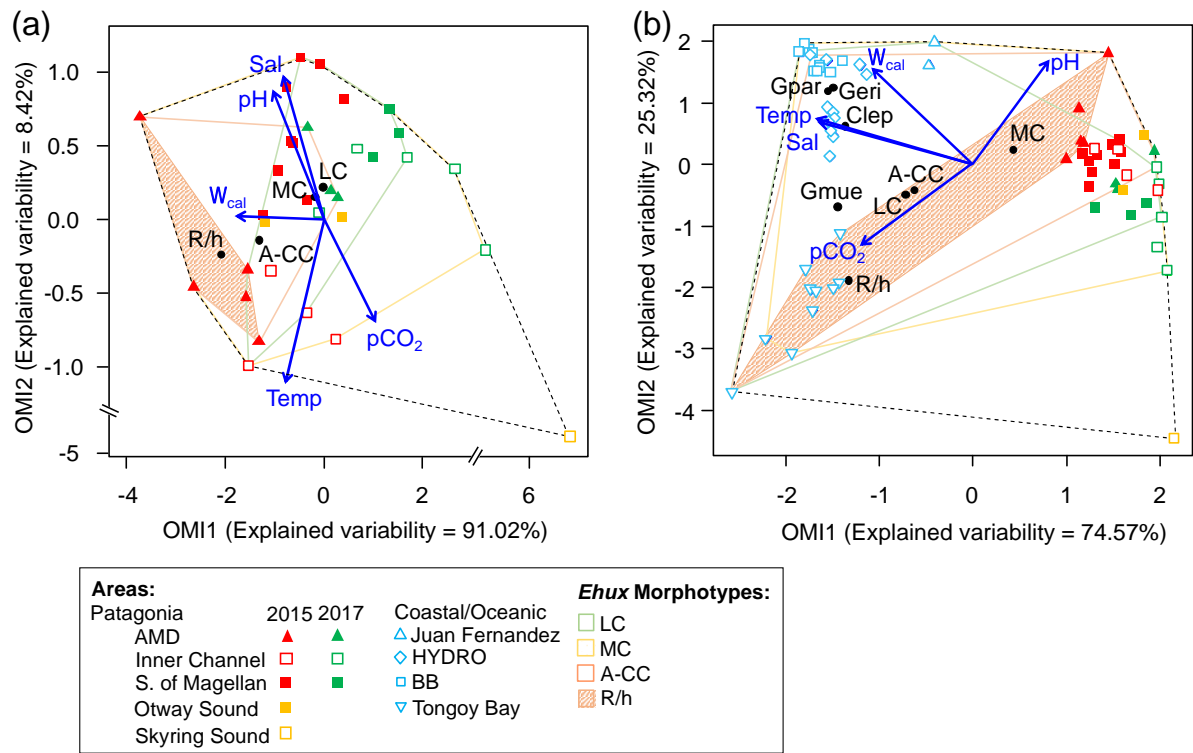 (a)
OMI2 (Explained variability = 8.42%)
1.0
0.5
0.0
-0.5
-1.0
-5
Sal
pH
LC
MC
Wcal
R/h
A-CC
pCO₂
Temp
-4
-2
0
2
6
OMI1 (Explained variability = 91.02%)
(b)
OMI2 (Explained variability = 25.32%)
2
1
0
-1
-2
-3
-4
Wcal
pH
Gpar
Geri
Temp
Clep
Sal
MC
A-CC
Gmue
LC
pCO₂
R/h
-2
-1
0
1
2
OMI1 (Explained variability = 74.57%)
Areas:
Patagonia 2015 2017
AMD
Inner Channel
S. of Magellan
Otway Sound
Skyring Sound
Coastal/Oceanic
Juan Fernandez
HYDRO
BB
Tongoy Bay
Ehux Morphotypes:
LC
MC
A-CC
R/h